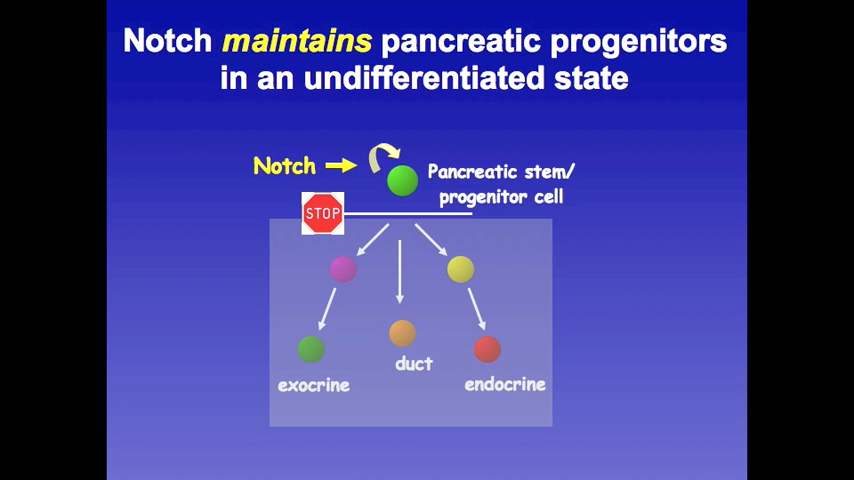 Notch maintains pancreatic progenitors
in an undifferentiated state
Notch
Pancreatic stem/
progenitor cell
STOP
duct
exocrine
endocrine